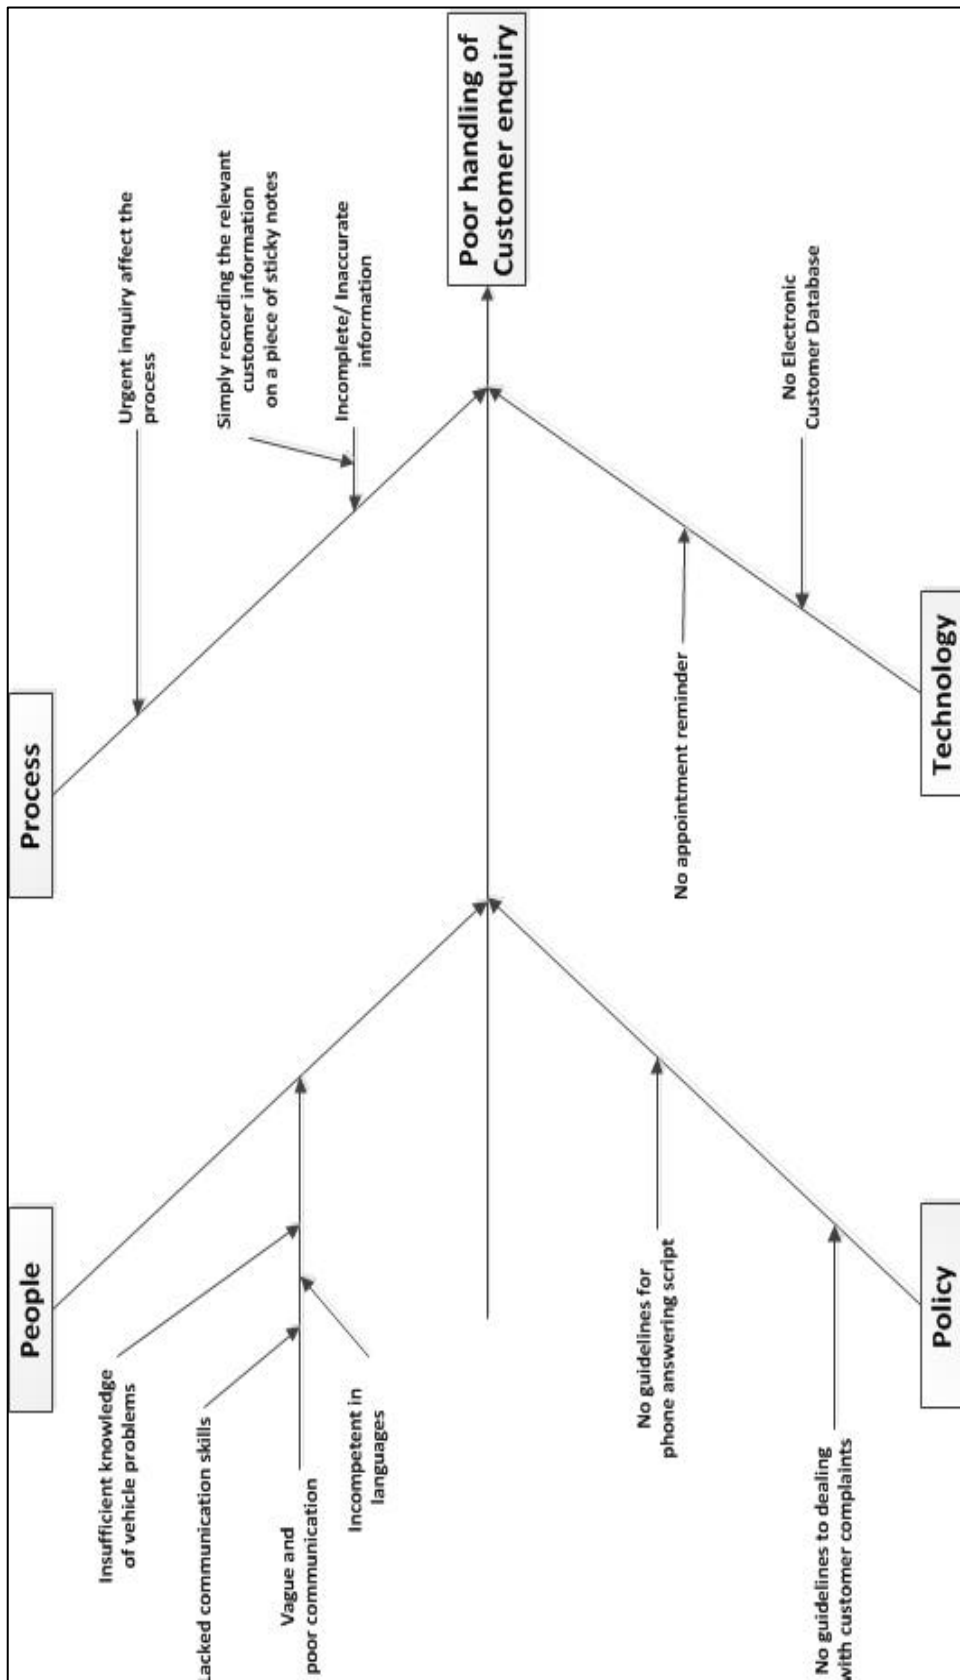 People
Insufficient knowledge
of vehicle problems
Lacked communication skills
Vague and
poor communication
Incompetent in
languages
Process
Urgent inquiry affect the
process
Simply recording the relevant
customer information
on a piece of sticky notes
Incomplete/ Inaccurate
information
Poor handling of
Customer enquiry
Policy
No guidelines for
phone answering script
No guidelines to dealing
with customer complaints
Technology
No appointment reminder
No Electronic
Customer Database